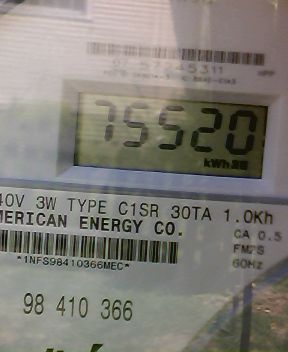 75520
kWh
40V 3W TYPE C1SR 30TA 1.0Kh
MERICAN ENERGY CO.
CA 0.5
FM2S
60Hz
*1NFS98410366MEC*
98 410 366